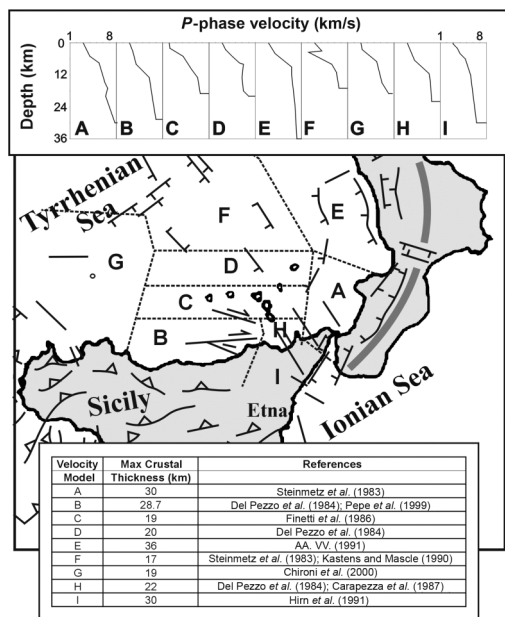 P-phase velocity (km/s)
1 8 1 8
Depth (km)
0
12
24
36
0
12
24
36
A B C D E F G H I
Tyrrhenian
Sea
F
E
G
D
A
C
B
H
I
Sicily
Etna
Ionian Sea
Velocity Model Max Crustal Thickness (km) References
A 30 Steinmetz et al. (1983)
B 28.7 Del Pezzo et al. (1984); Pepe et al. (1999)
C 19 Finetti et al. (1986)
D 20 Del Pezzo et al. (1984)
E 36 AA. VV. (1991)
F 17 Steinmetz et al. (1983); Kastens and Mascle (1990)
G 19 Chironi et al. (2000)
H 22 Del Pezzo et al. (1984); Carapezza et al. (1987)
I 30 Hirn et al. (1991)